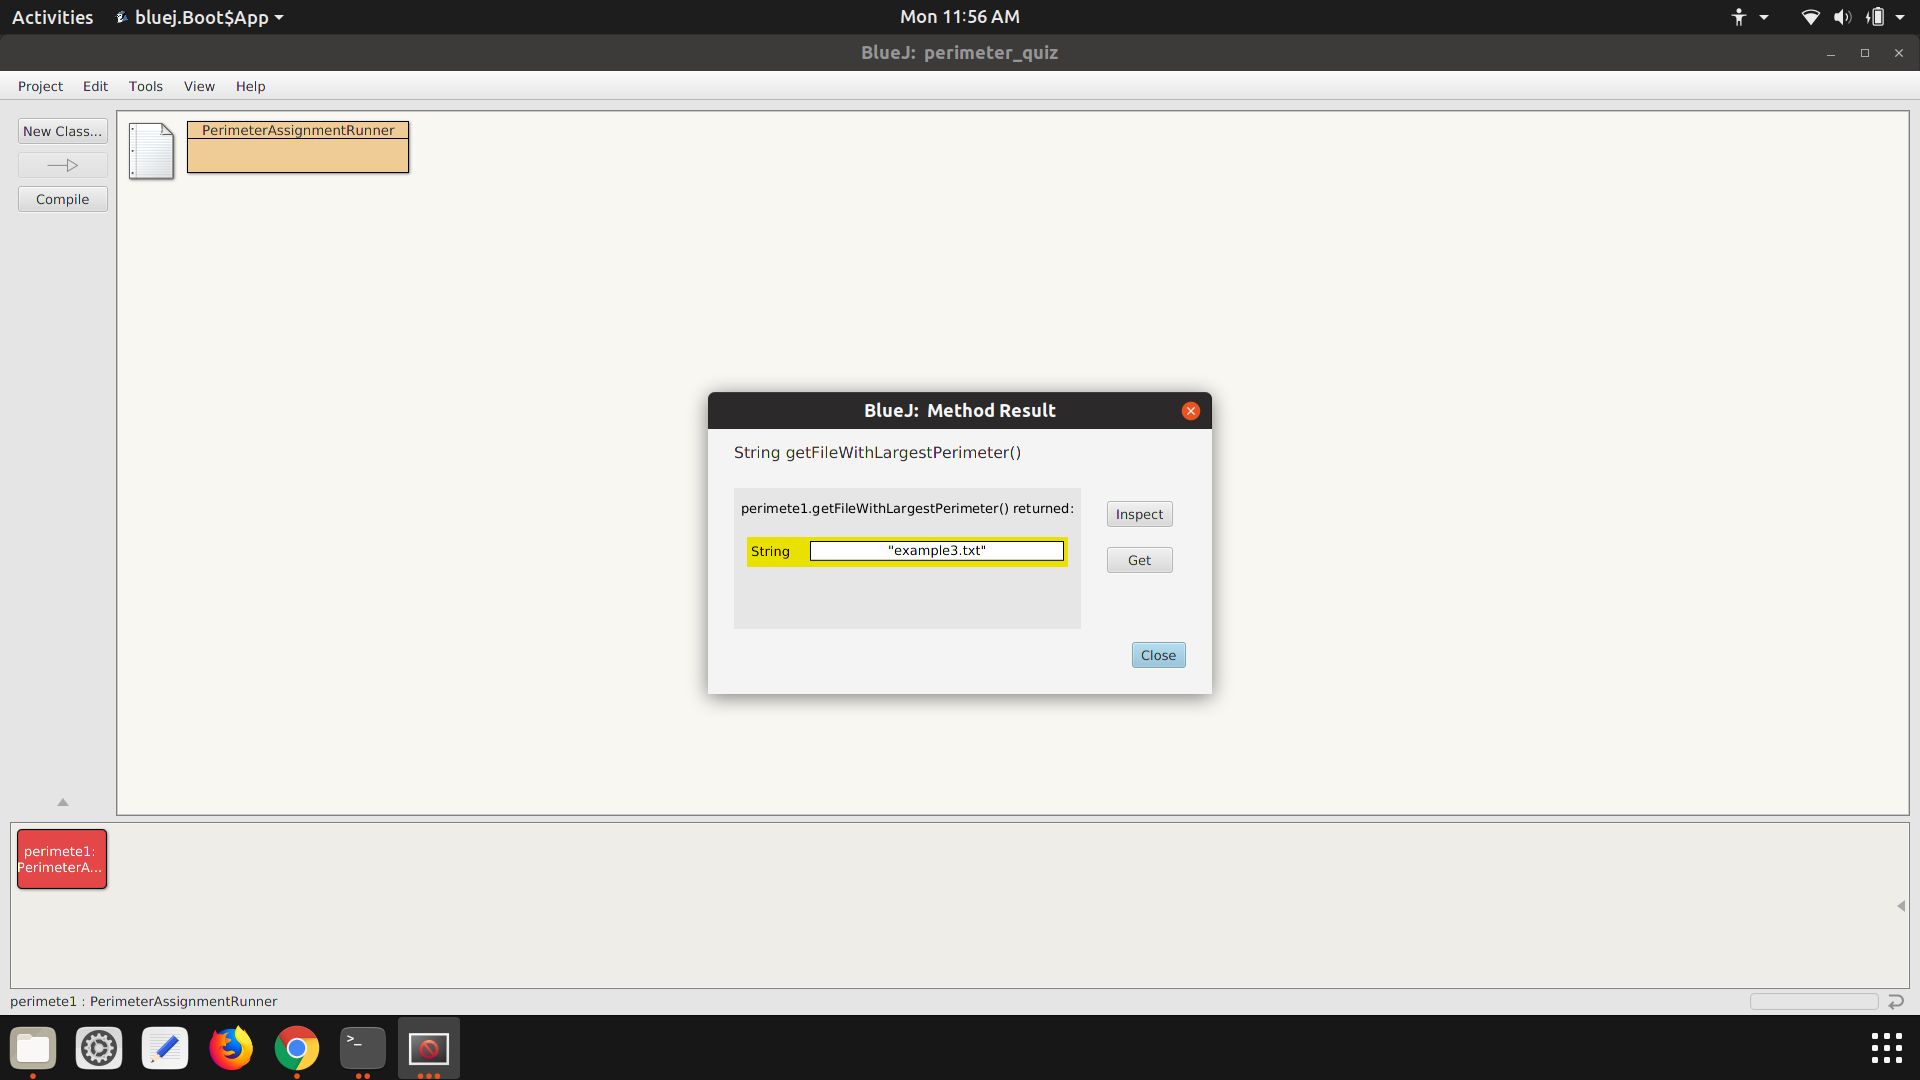 Activities
bluej.Boot$App
Mon 11:56 AM
BlueJ: perimeter_quiz
Project Edit Tools View Help
New Class...
Compile
PerimeterAssignmentRunner
BlueJ: Method Result
String getFileWithLargestPerimeter()
perimete1.getFileWithLargestPerimeter() returned:
String "example3.txt"
Inspect
Get
Close
perimete1:
PerimeterA...
perimete1 : PerimeterAssignmentRunner
>_